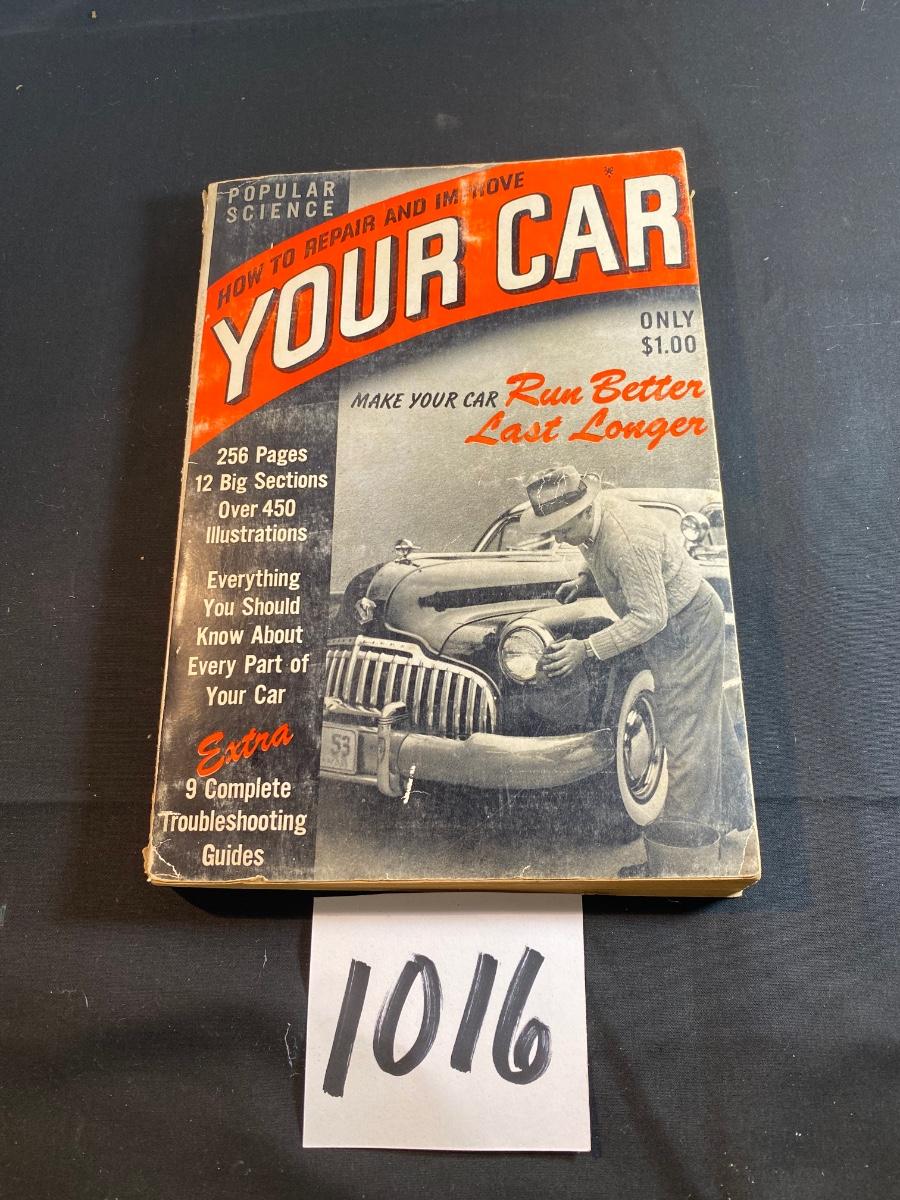 POPULAR
SCIENCE
HOW TO REPAIR AND IMPROVE
YOUR CAR
ONLY
$1.00
MAKE YOUR CAR Run Better
Last Longer
256 Pages
12 Big Sections
Over 450
Illustrations
Everything
You Should
Know About
Every Part of
Your Car
Extra
9 Complete
Troubleshooting
Guides
53
1016